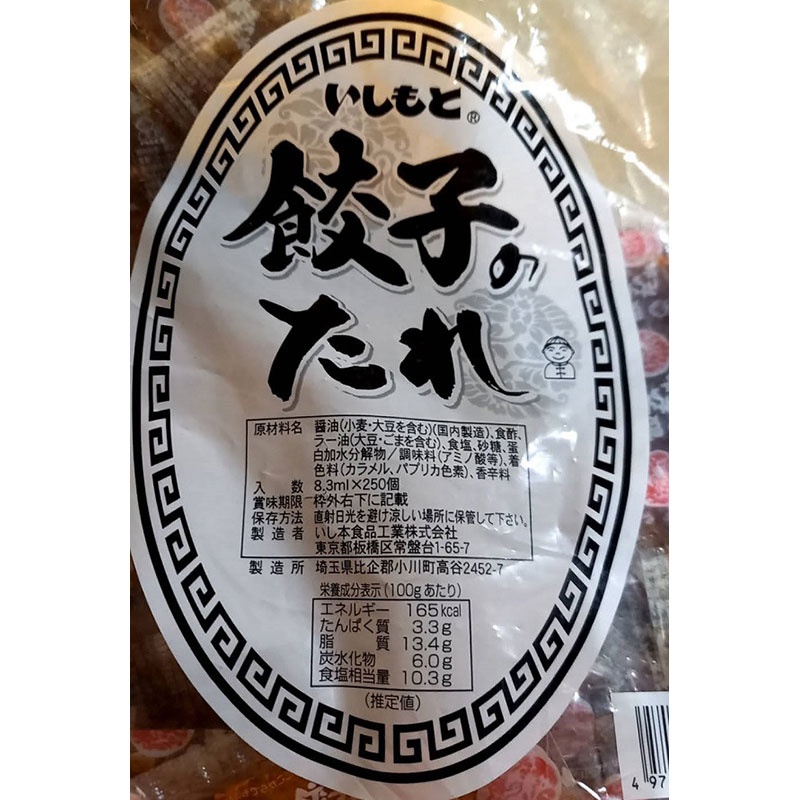 いしもと®
餃子の
たれ
原材料名 醤油(小麦・大豆を含む)(国内製造)、食酢、
ラー油(大豆・ごまを含む)、食塩、砂糖、蛋
白加水分解物／調味料(アミノ酸等)、着
色料(カラメル、パプリカ色素)、香辛料
入数 8.3ml×250個
賞味期限 枠外右下に記載
保存方法 直射日光を避け涼しい場所に保管して下さい。
製造者 いし本食品工業株式会社
東京都板橋区常盤台1-65-7
製造所 埼玉県比企郡小川町高谷2452-7
栄養成分表示(100gあたり)
エネルギー 165kcal
たんぱく質 3.3g
脂質 13.4g
炭水化物 6.0g
食塩相当量 10.3g
(推定値)
4 97